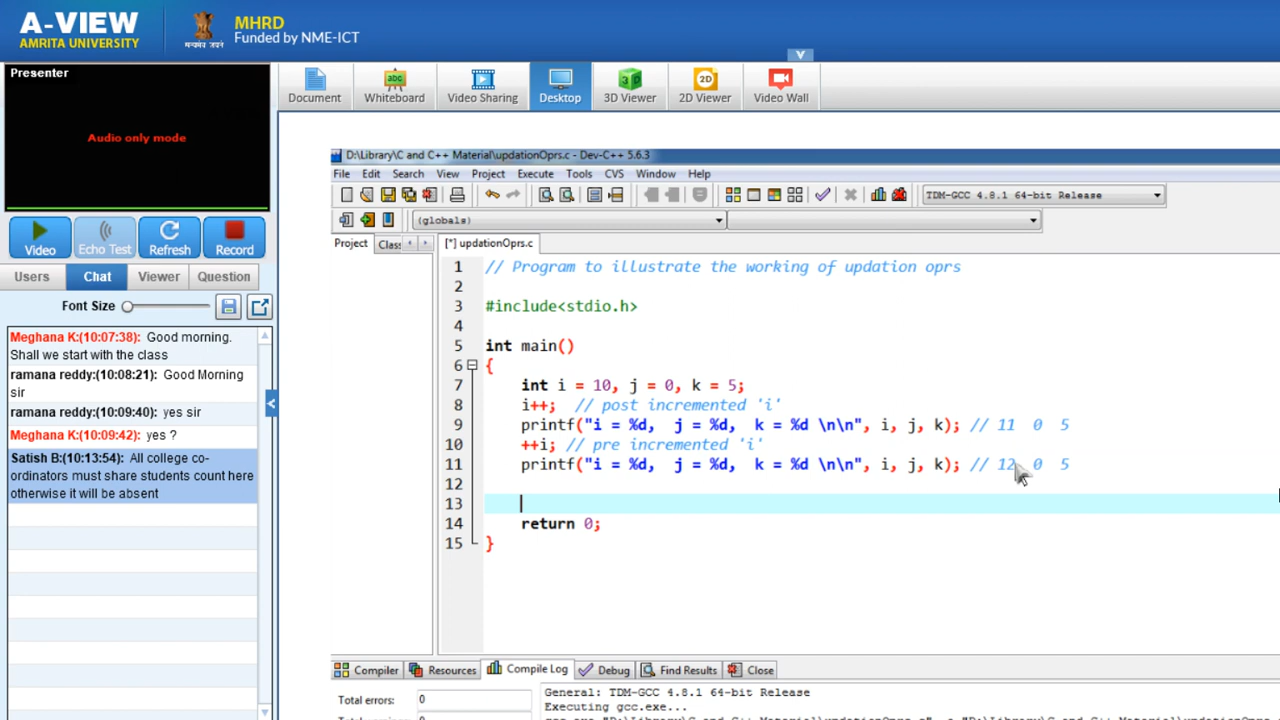 A-VIEW
AMRITA UNIVERSITY
MHRD
Funded by NME-ICT
Presenter
Audio only mode
Document
Whiteboard
Video Sharing
Desktop
3D Viewer
2D Viewer
Video Wall
Video
Echo Test
Refresh
Record
Users
Chat
Viewer
Question
Font Size
Meghana K:(10:07:38): Good morning.
Shall we start with the class
ramana reddy:(10:08:21): Good Morning
sir
ramana reddy:(10:09:40): yes sir
Meghana K:(10:09:42): yes ?
Satish B:(10:13:54): All college co-
ordinators must share students count here
otherwise it will be absent
D:\Library\C and C++ Material\updationOprs.c - Dev-C++ 5.6.3
File Edit Search View Project Execute Tools CVS Window Help
TDM-GCC 4.8.1 64-bit Release
(globals)
Project Class
[*] updationOprs.c
1 // Program to illustrate the working of updation oprs
2
3 #include<stdio.h>
4
5 int main()
6 {
7 int i = 10, j = 0, k = 5;
8 i++; // post incremented 'i'
9 printf("i = %d, j = %d, k = %d \n\n", i, j, k); // 11 0 5
10 ++i; // pre incremented 'i'
11 printf("i = %d, j = %d, k = %d \n\n", i, j, k); // 12 0 5
12
13
14 return 0;
15 }
Compiler Resources Compile Log Debug Find Results Close
Total errors: 0
General: TDM-GCC 4.8.1 64-bit Release
Executing gcc.exe...